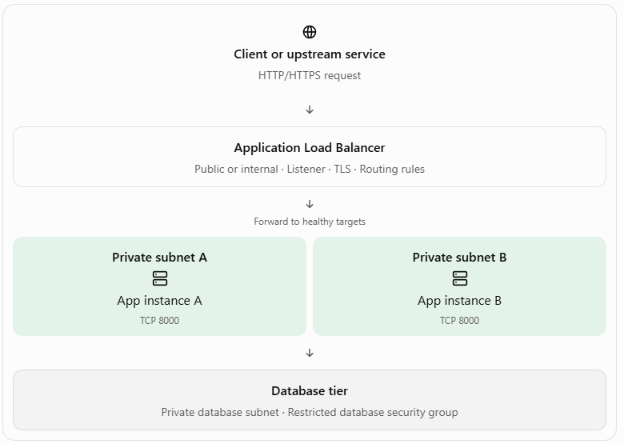 Client or upstream service
HTTP/HTTPS request
Application Load Balancer
Public or internal · Listener · TLS · Routing rules
Forward to healthy targets
Private subnet A
App instance A
TCP 8000
Private subnet B
App instance B
TCP 8000
Database tier
Private database subnet · Restricted database security group